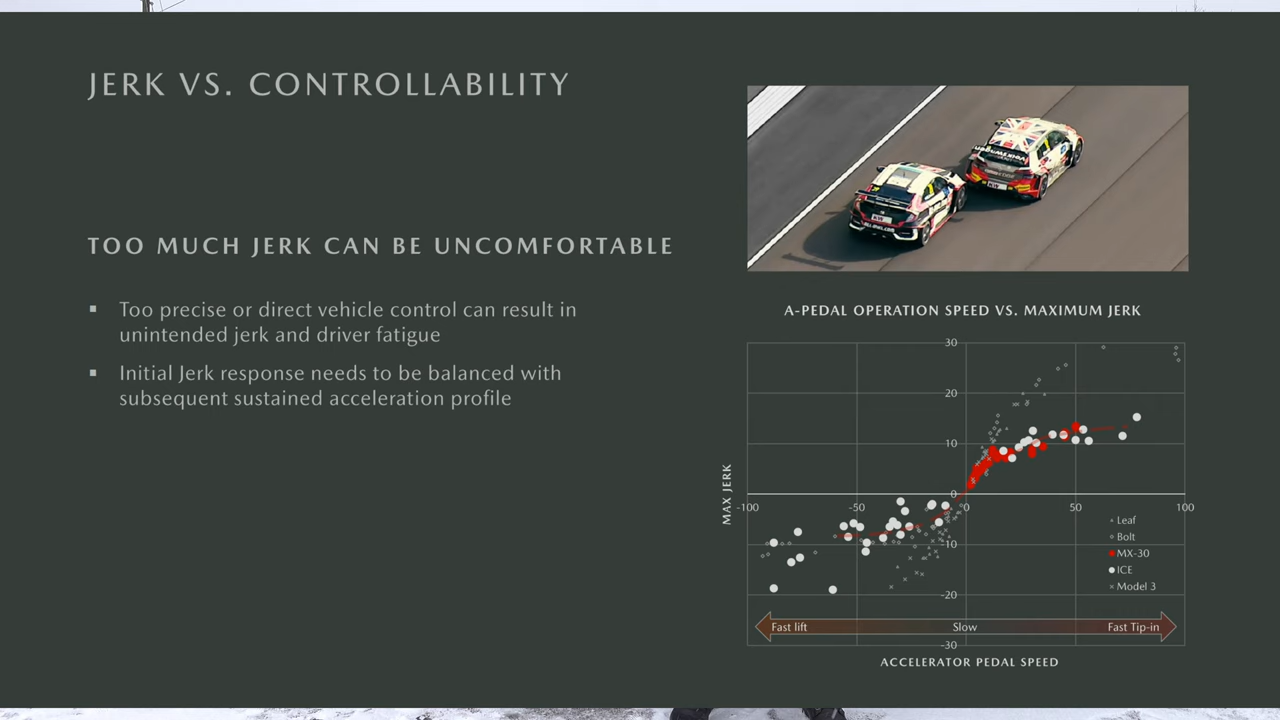 JERK VS. CONTROLLABILITY
TOO MUCH JERK CAN BE UNCOMFORTABLE
▪ Too precise or direct vehicle control can result in
unintended jerk and driver fatigue
▪ Initial Jerk response needs to be balanced with
subsequent sustained acceleration profile
A-PEDAL OPERATION SPEED VS. MAXIMUM JERK
30
20
10
0
-100
-50
0
50
100
-10
-20
-30
MAX JERK
Leaf
Bolt
MX-30
ICE
Model 3
Fast lift
Slow
Fast Tip-in
ACCELERATOR PEDAL SPEED